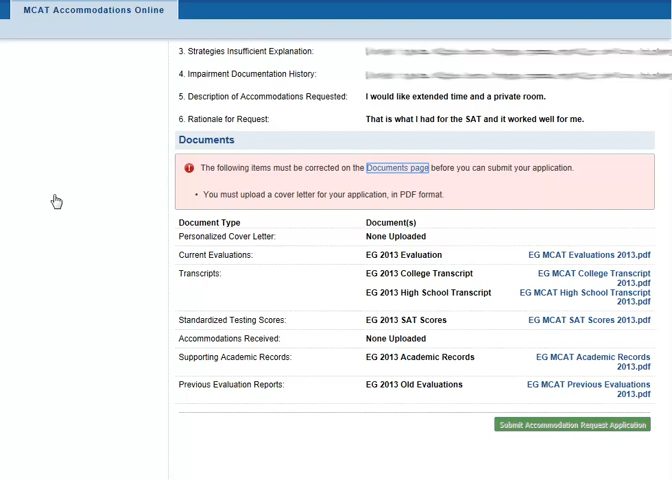 MCAT Accommodations Online
3. Strategies Insufficient Explanation:
4. Impairment Documentation History:
5. Description of Accommodations Requested: I would like extended time and a private room.
6. Rationale for Request: That is what I had for the SAT and it worked well for me.
Documents
The following items must be corrected on the Documents page before you can submit your application.
• You must upload a cover letter for your application, in PDF format.
Document Type Document(s)
Personalized Cover Letter: None Uploaded
Current Evaluations: EG 2013 Evaluation EG MCAT Evaluations 2013.pdf
Transcripts: EG 2013 College Transcript EG MCAT College Transcript
2013.pdf
EG 2013 High School Transcript EG MCAT High School Transcript
2013.pdf
Standardized Testing Scores: EG 2013 SAT Scores EG MCAT SAT Scores 2013.pdf
Accommodations Received: None Uploaded
Supporting Academic Records: EG 2013 Academic Records EG MCAT Academic Records
2013.pdf
Previous Evaluation Reports: EG 2013 Old Evaluations EG MCAT Previous Evaluations
2013.pdf
Submit Accommodation Request Application